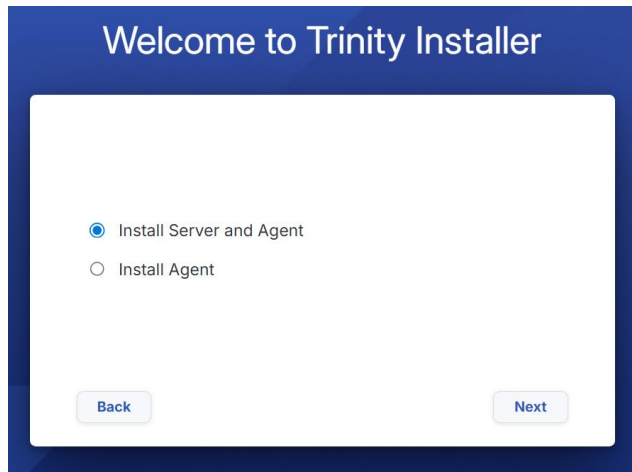 Welcome to Trinity Installer
Install Server and Agent
Install Agent
Back
Next